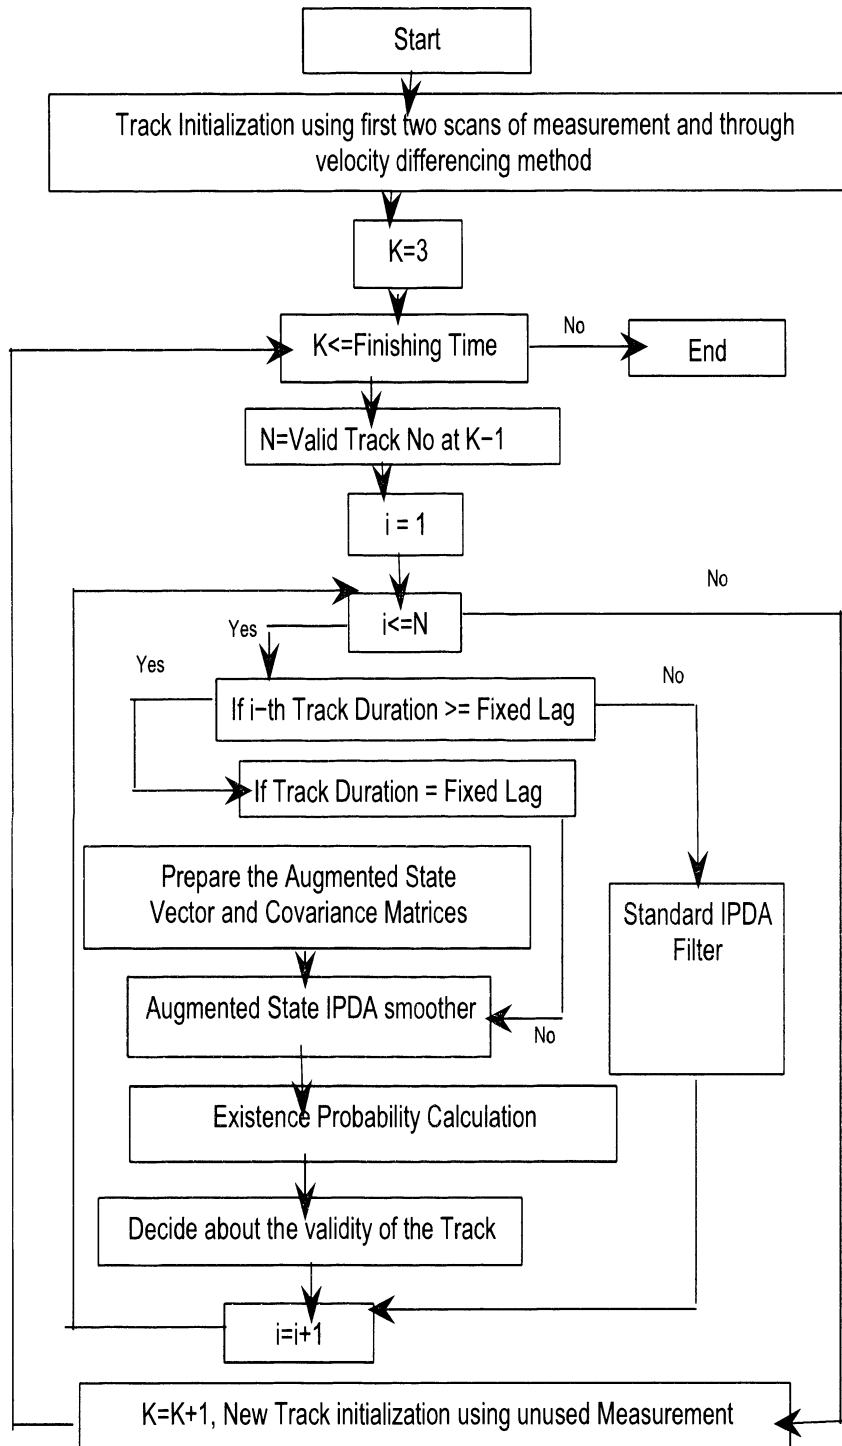 Start
Track Initialization using first two scans of measurement and through
velocity differencing method
K=3
K<=Finishing Time
No
End
N=Valid Track No at K−1
i = 1
No
i<=N
Yes
Yes
No
If i−th Track Duration >= Fixed Lag
If Track Duration = Fixed Lag
Prepare the Augmented State
Vector and Covariance Matrices
Standard IPDA
Filter
Augmented State IPDA smoother
No
Existence Probability Calculation
Decide about the validity of the Track
i=i+1
K=K+1, New Track initialization using unused Measurement